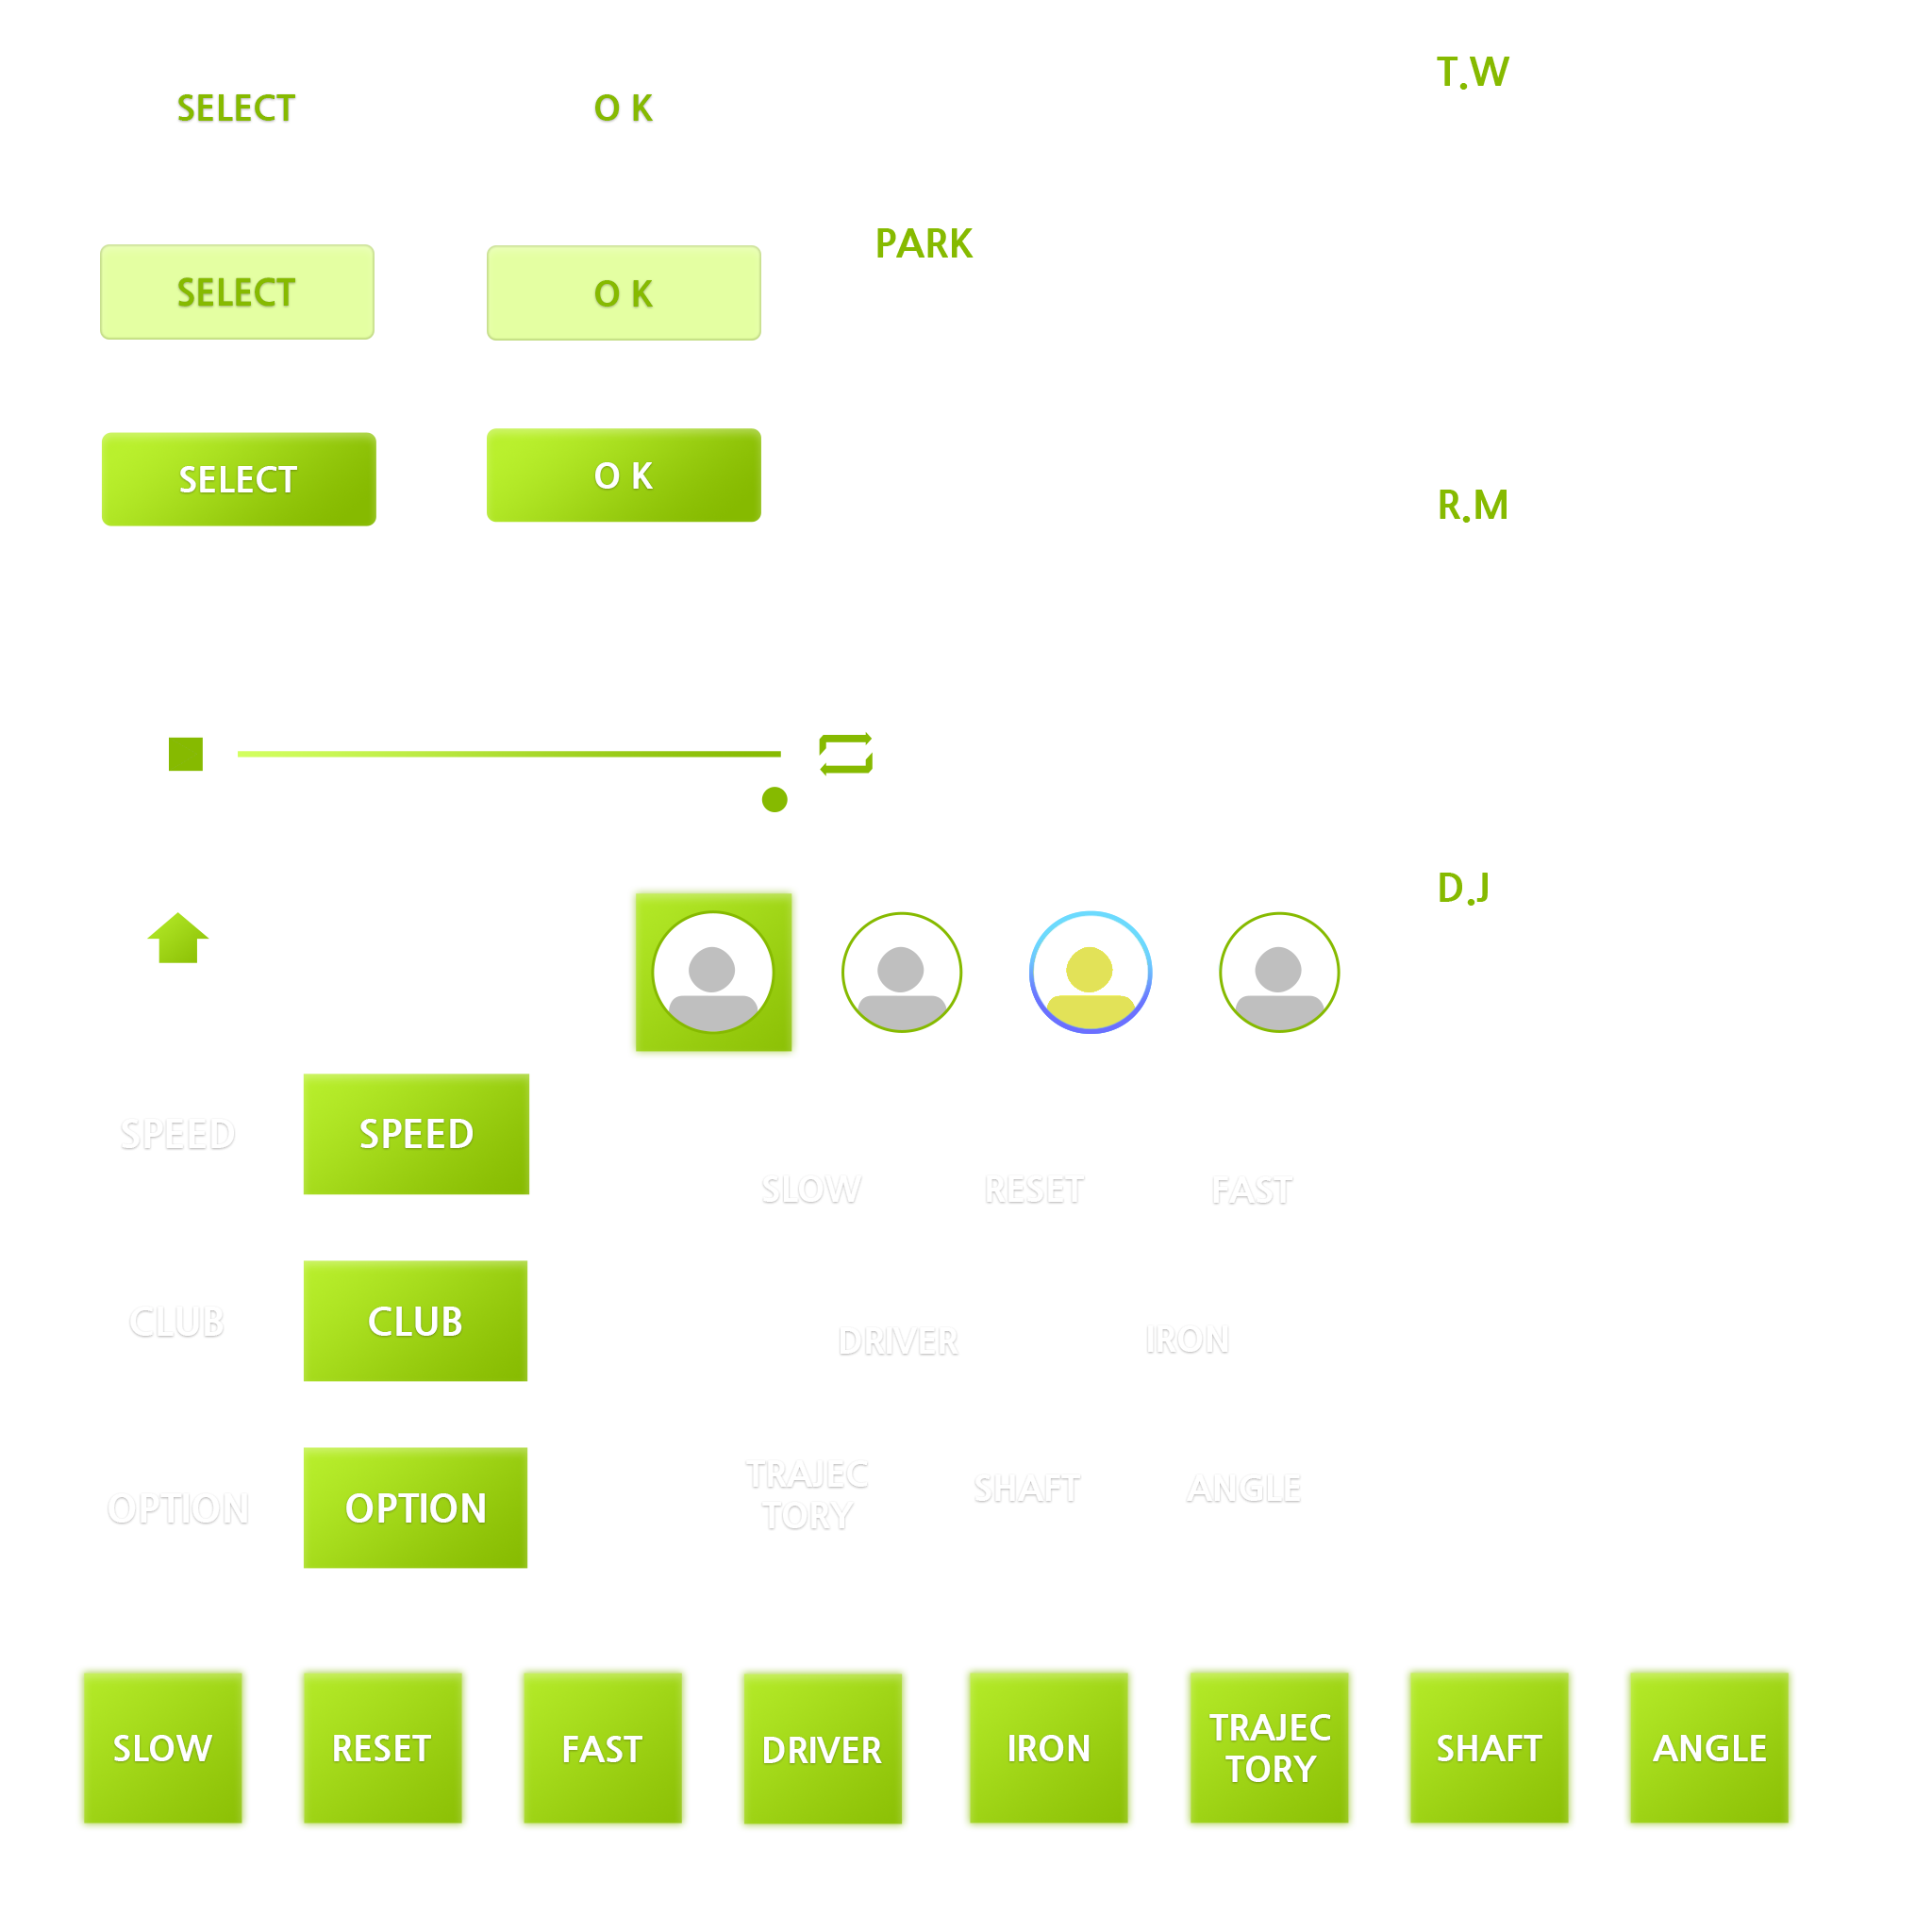 T.W
SELECT
O K
PARK
SELECT
O K
SELECT
O K
R.M
D.J
SPEED
SPEED
SLOW
RESET
FAST
CLUB
CLUB
DRIVER
IRON
TRAJEC
TORY
SHAFT
ANGLE
OPTION
OPTION
SLOW
RESET
FAST
DRIVER
IRON
TRAJEC
TORY
SHAFT
ANGLE